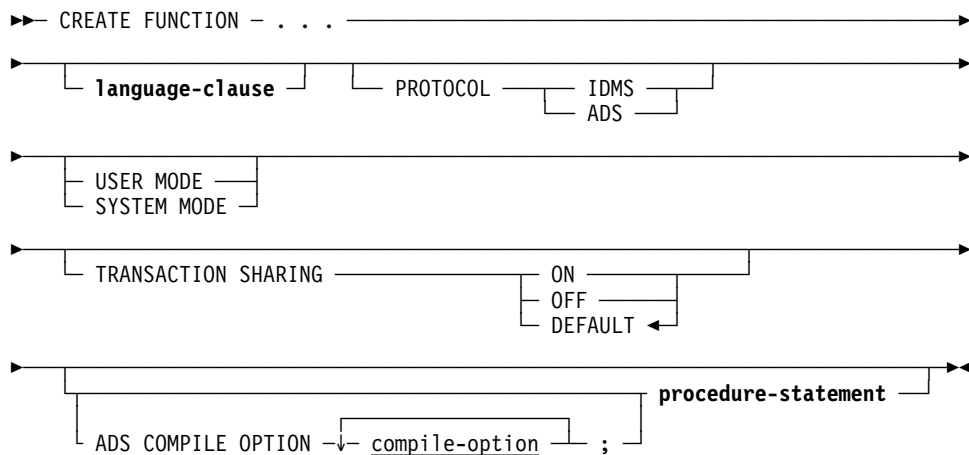 CREATE FUNCTION . . .
language-clause PROTOCOL IDMS
ADS
USER MODE
SYSTEM MODE
TRANSACTION SHARING ON
OFF
DEFAULT
procedure-statement
ADS COMPILE OPTION compile-option ;